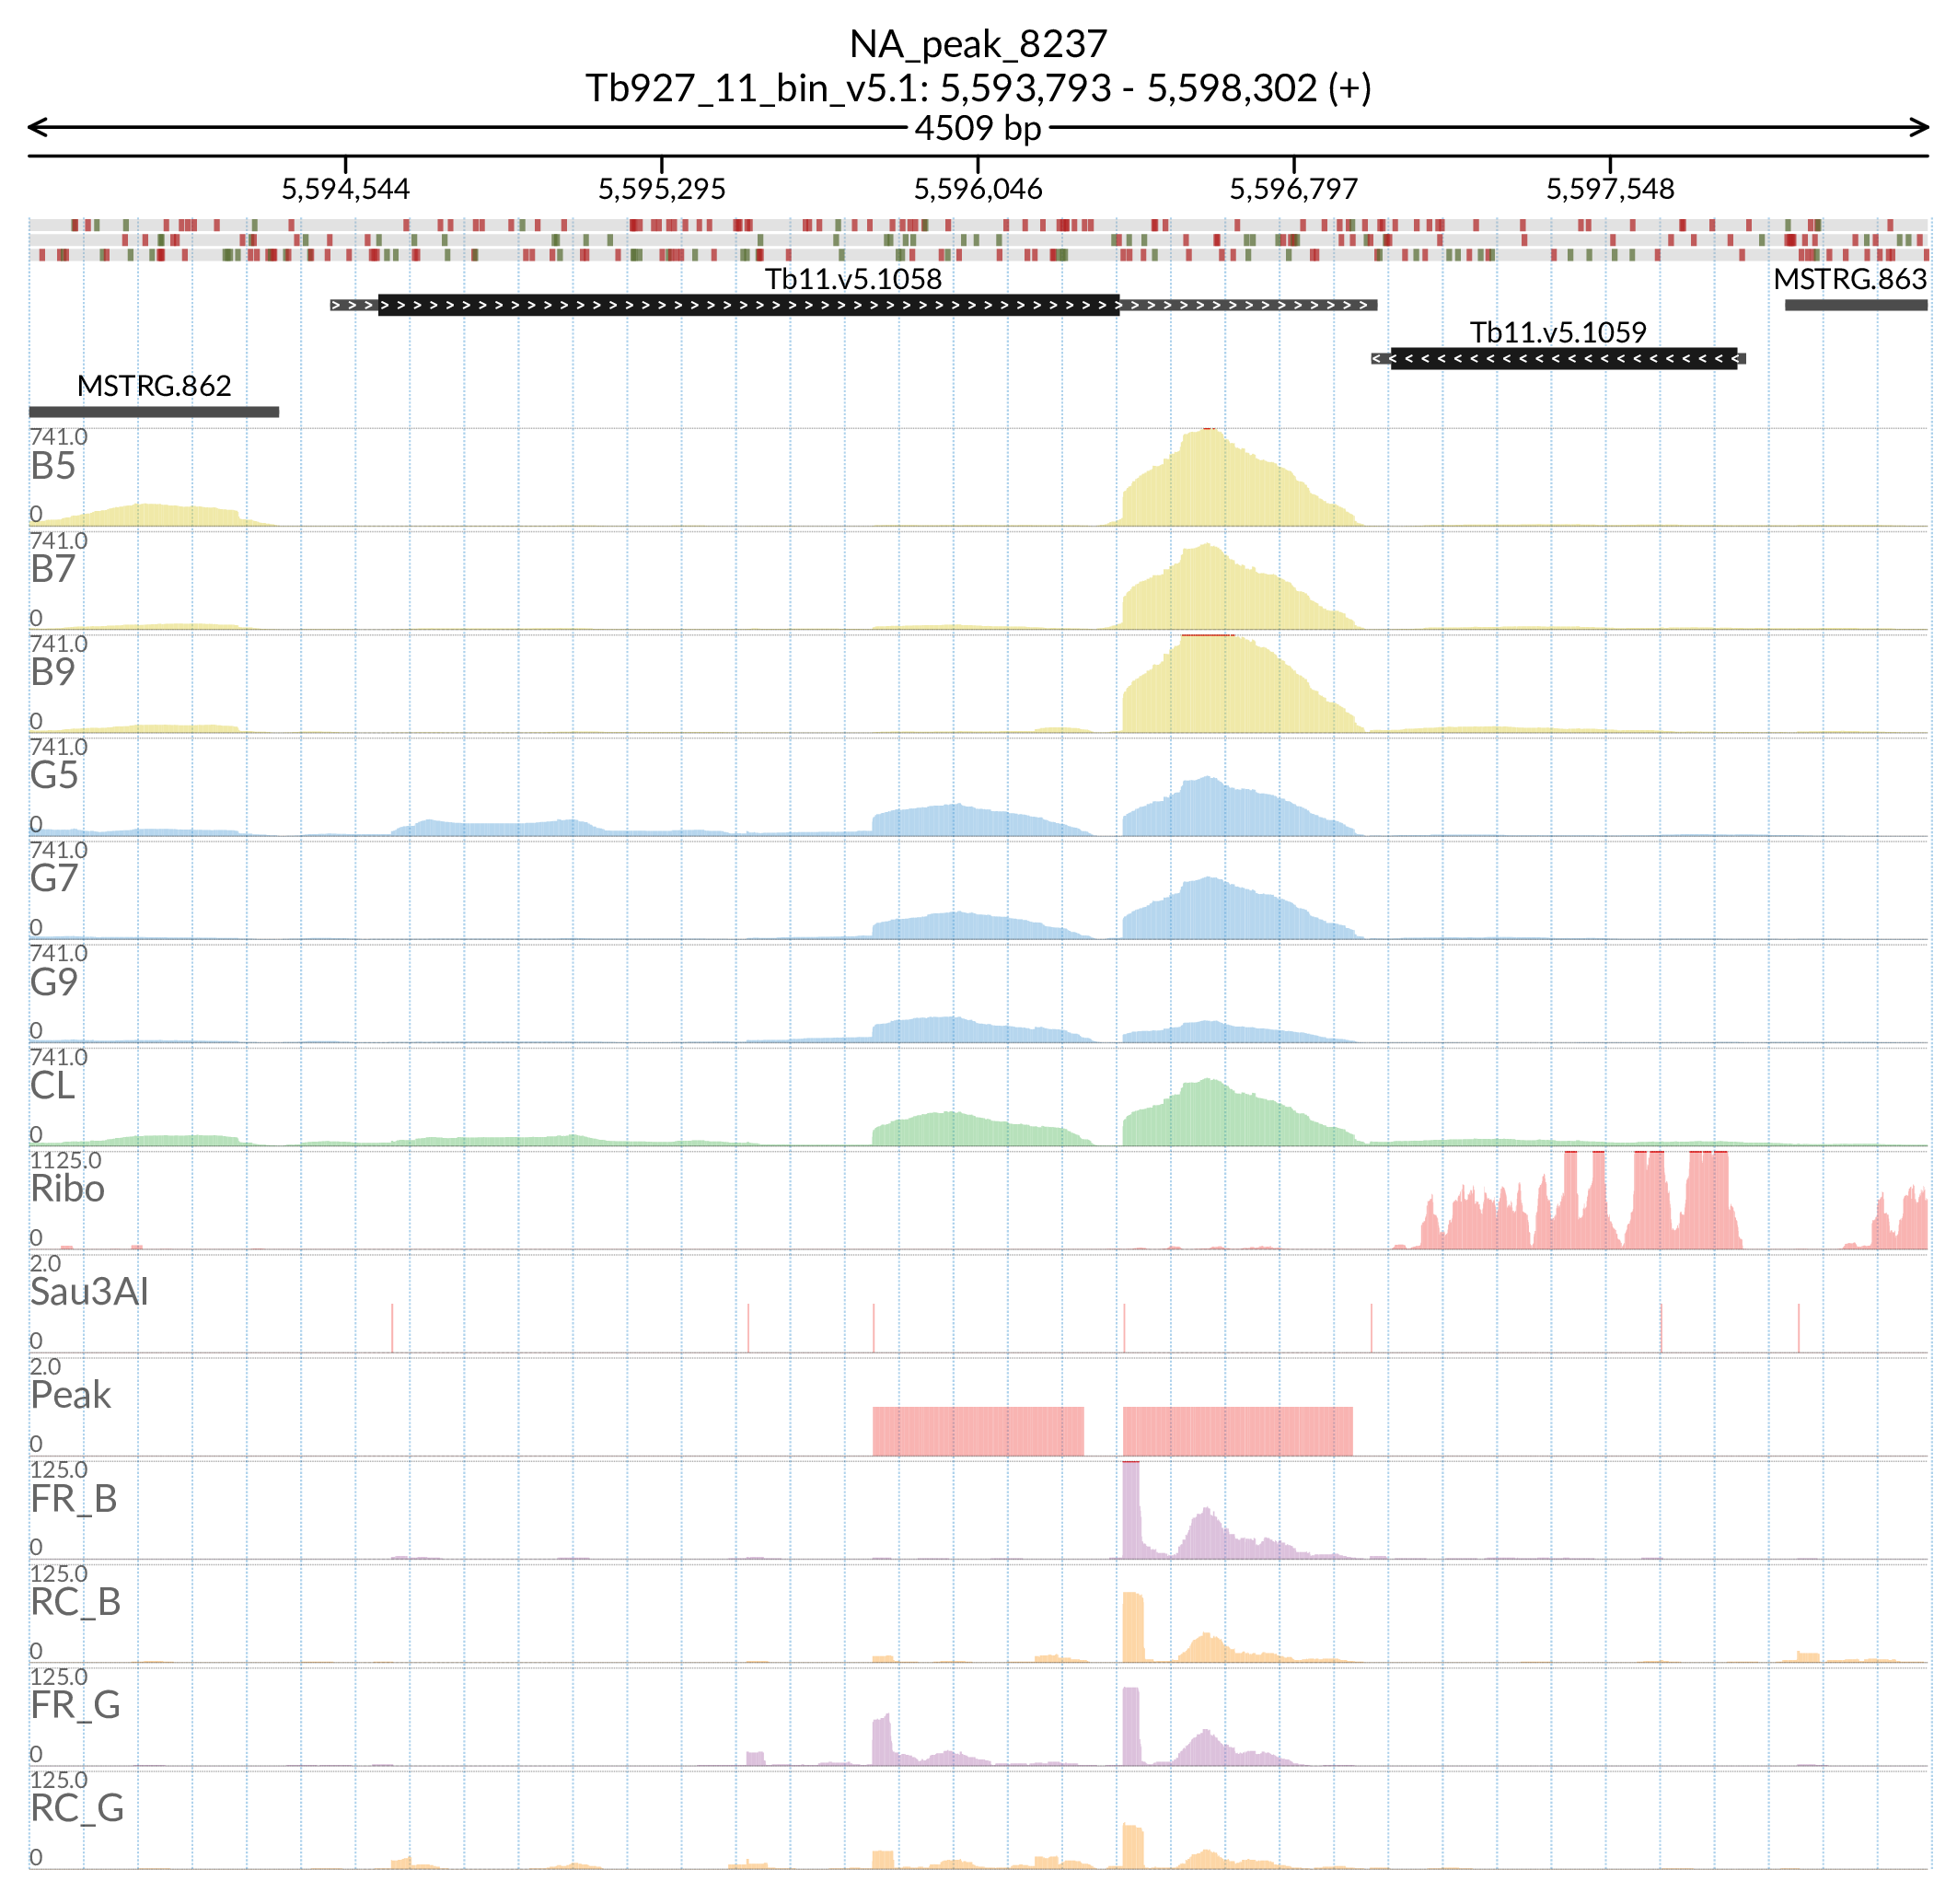 NA_peak_8237
Tb927_11_bin_v5.1: 5,593,793 - 5,598,302 (+)
4509 bp
5,594,544 5,595,295 5,596,046 5,596,797 5,597,548
Tb11.v5.1058 MSTRG.863
Tb11.v5.1059
MSTRG.862
741.0
B5
0
741.0
B7
0
741.0
B9
0
741.0
G5
0
741.0
G7
0
741.0
G9
0
741.0
CL
0
1125.0
Ribo
0
2.0
Sau3AI
0
2.0
Peak
0
125.0
FR_B
0
125.0
RC_B
0
125.0
FR_G
0
125.0
RC_G
0